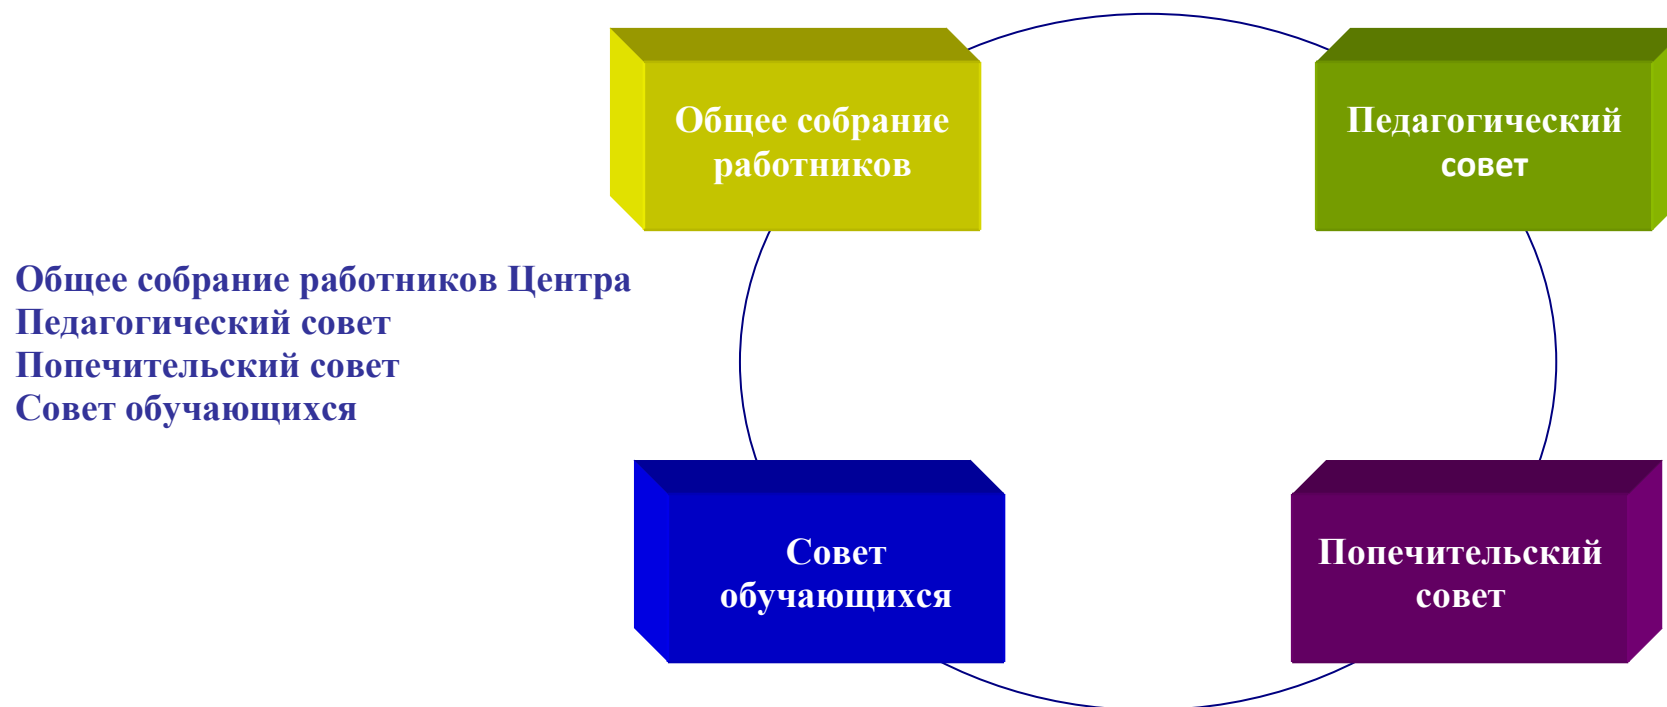 Общее собрание
работников
Педагогический
совет
Общее собрание работников Центра
Педагогический совет
Попечительский совет
Совет обучающихся
Совет
обучающихся
Попечительский
совет